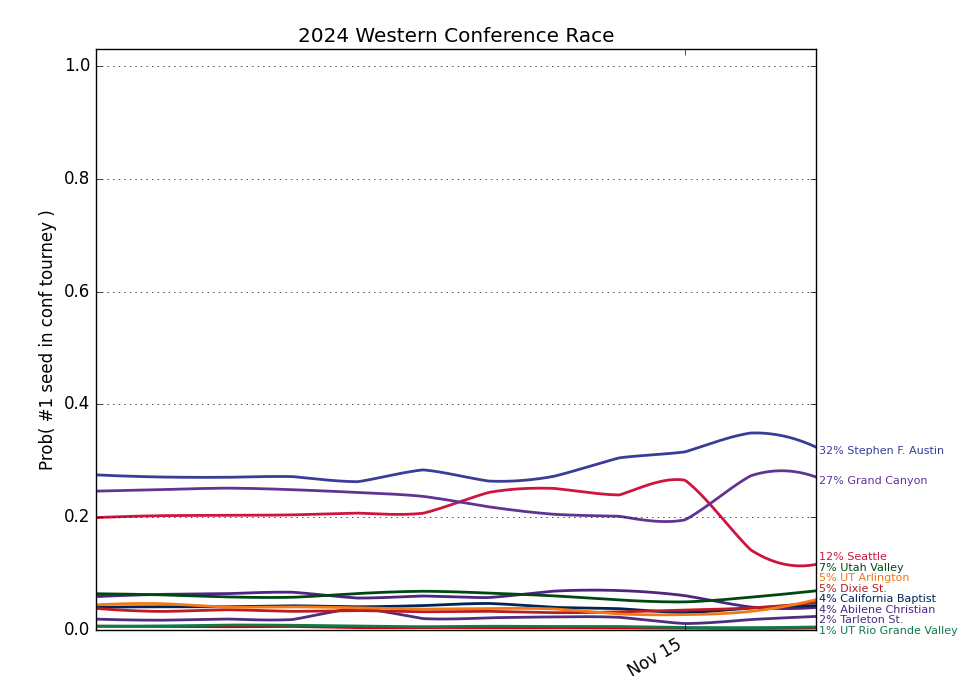 2024 Western Conference Race
Prob( #1 seed in conf tourney )
1.0
0.8
0.6
0.4
0.2
0.0
Nov 15
32% Stephen F. Austin
27% Grand Canyon
12% Seattle
7% Utah Valley
5% UT Arlington
5% Dixie St.
4% California Baptist
4% Abilene Christian
2% Tarleton St.
1% UT Rio Grande Valley